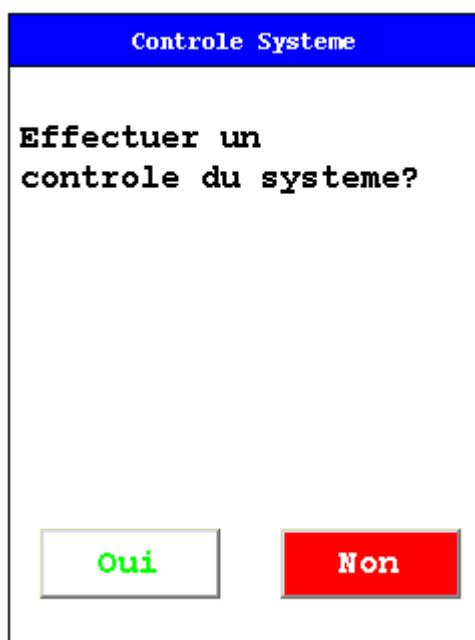 Controle Systeme
Effectuer un
controle du systeme?
Oui
Non